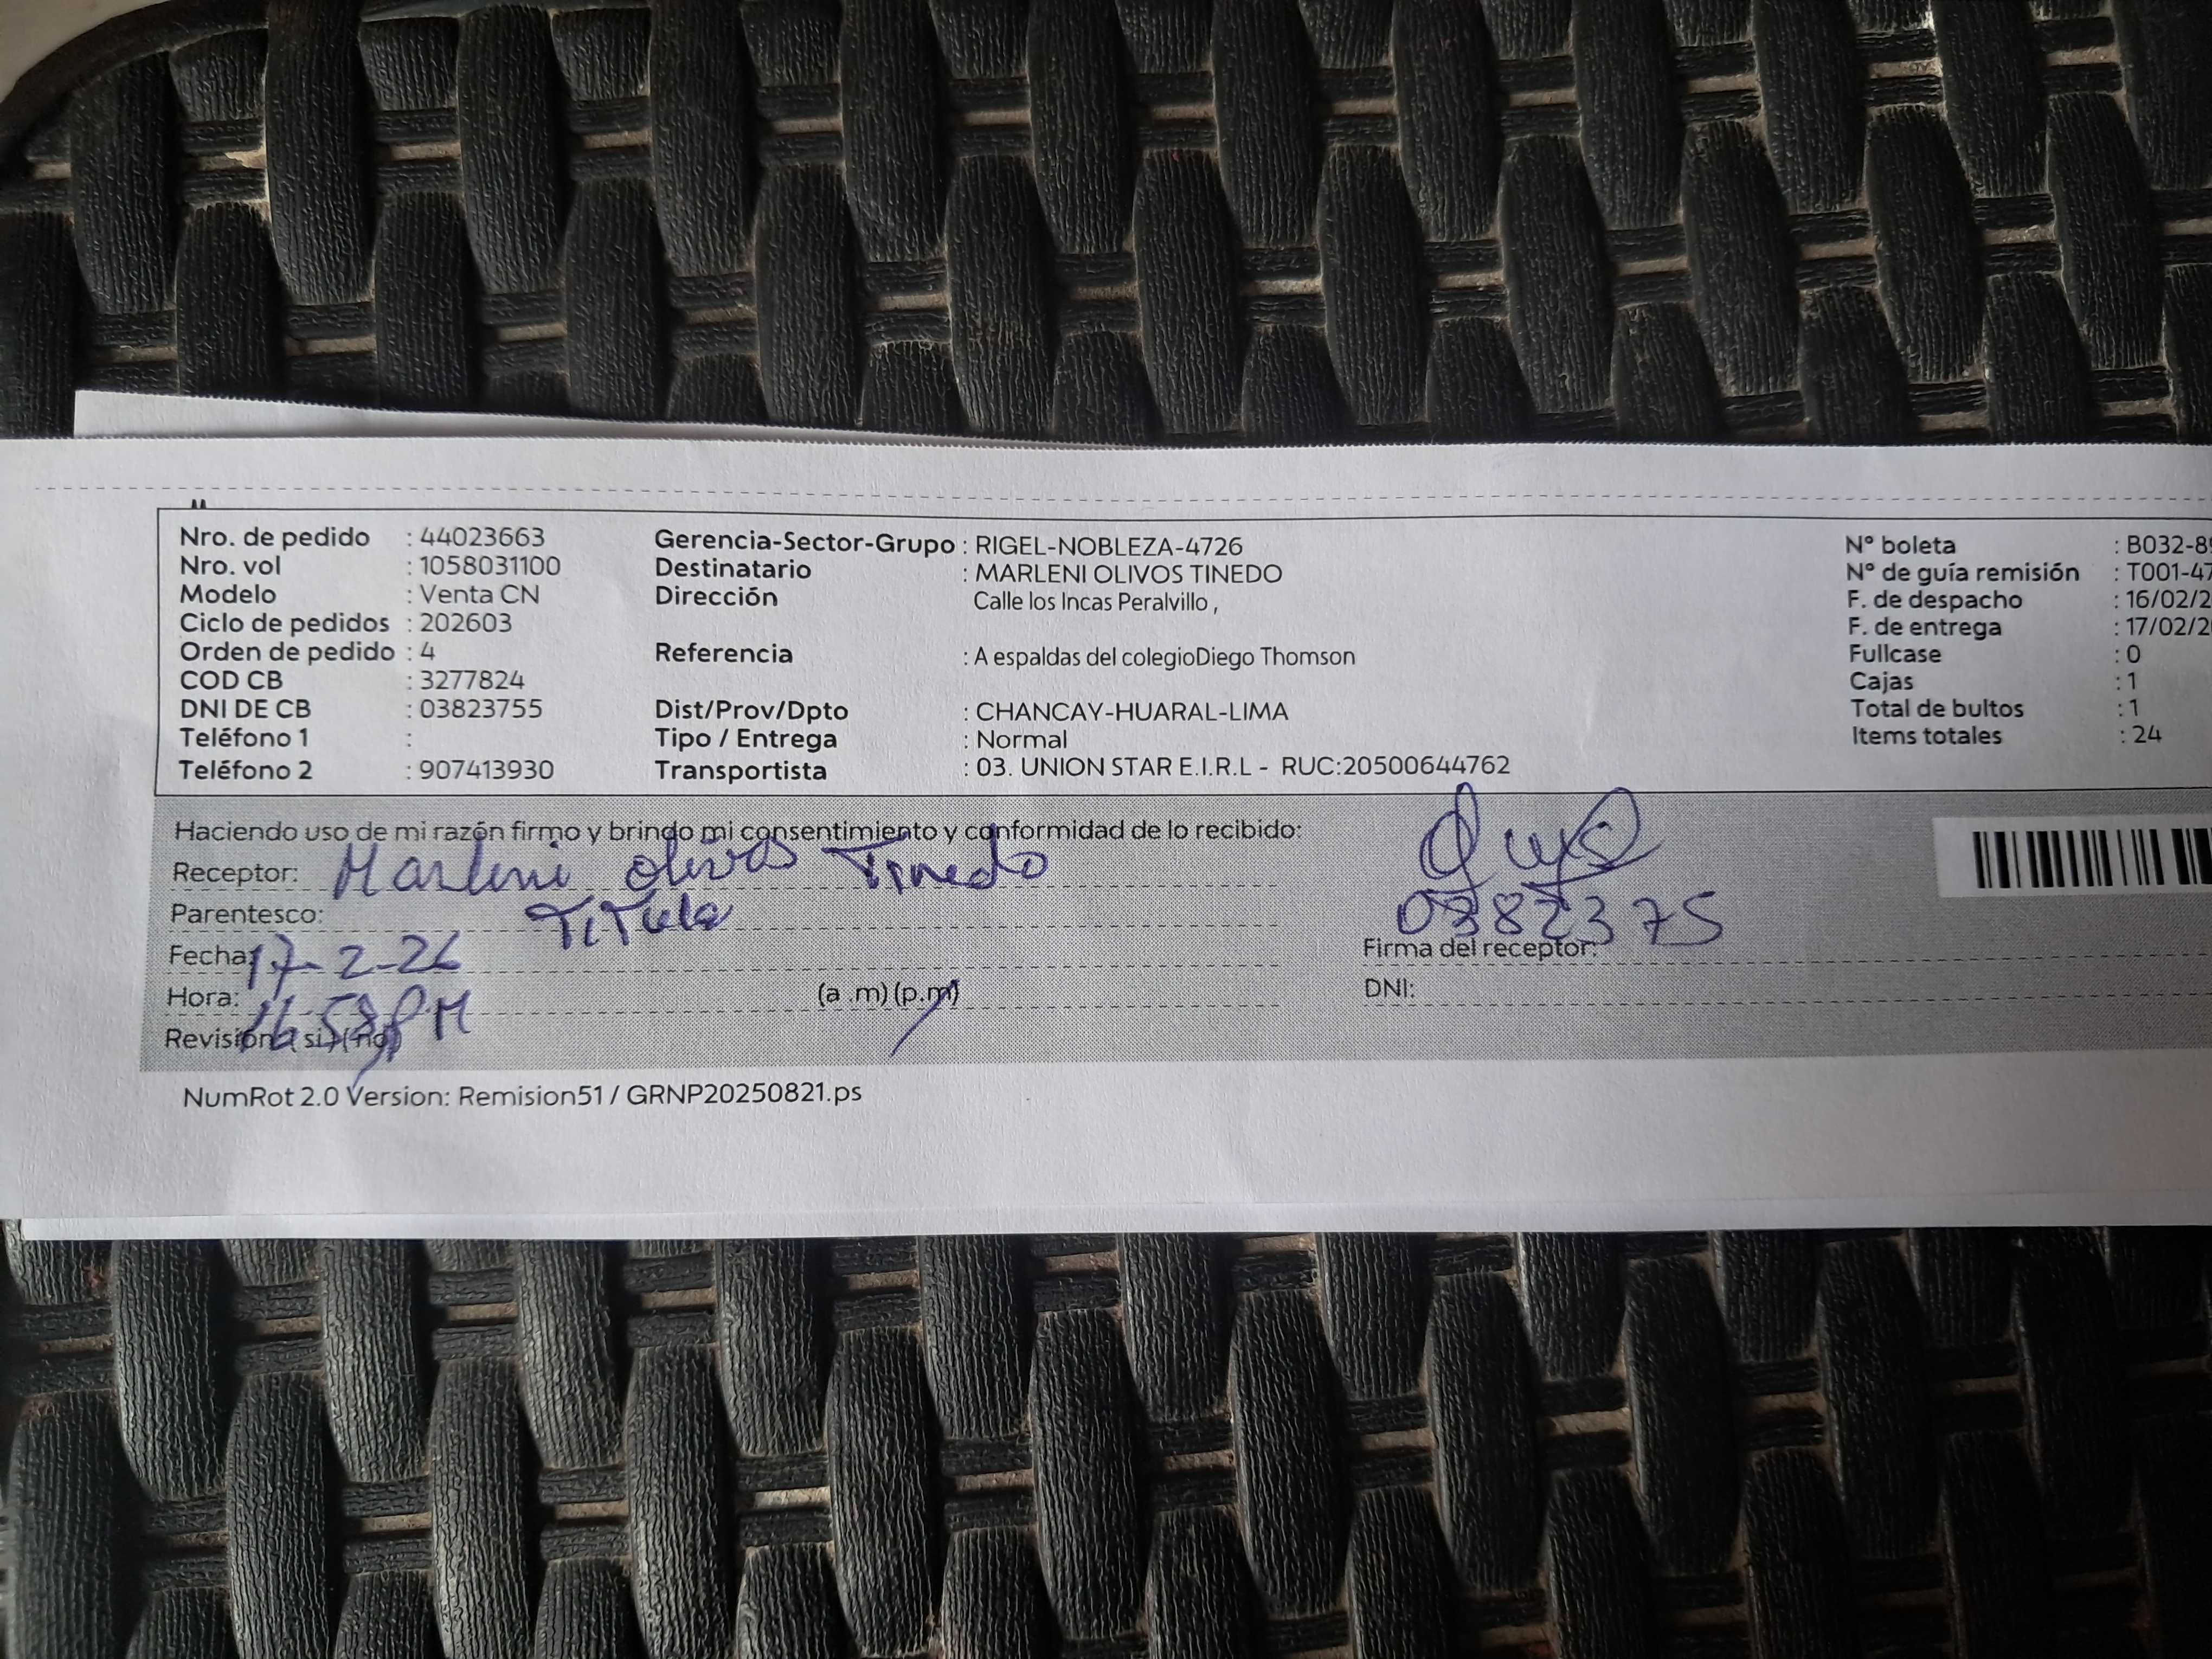 Nro. de pedido : 44023663 Gerencia-Sector-Grupo : RIGEL-NOBLEZA-4726 N° boleta : B032-8
Nro. vol : 1058031100 Destinatario : MARLENI OLIVOS TINEDO N° de guía remisión : T001-47
Modelo : Venta CN Dirección Calle los Incas Peralvillo , F. de despacho : 16/02/2
Ciclo de pedidos : 202603 F. de entrega : 17/02/2
Orden de pedido : 4 Referencia : A espaldas del colegioDiego Thomson Fullcase : 0
COD CB : 3277824 Cajas : 1
DNI DE CB : 03823755 Dist/Prov/Dpto : CHANCAY-HUARAL-LIMA Total de bultos : 1
Teléfono 1 : Tipo / Entrega : Normal Items totales : 24
Teléfono 2 : 907413930 Transportista : 03. UNION STAR E.I.R.L - RUC:20500644762
Haciendo uso de mi razón firmo y brindo mi consentimiento y conformidad de lo recibido:
Receptor: Marleni olivos Tinedo
Parentesco: Titula 0382375
Fecha: 17-2-26 Firma del receptor:
Hora: (a .m) (p.m) DNI:
16:58 PM
Revisión ( si ) ( no )
NumRot 2.0 Version: Remision51 / GRNP20250821.ps